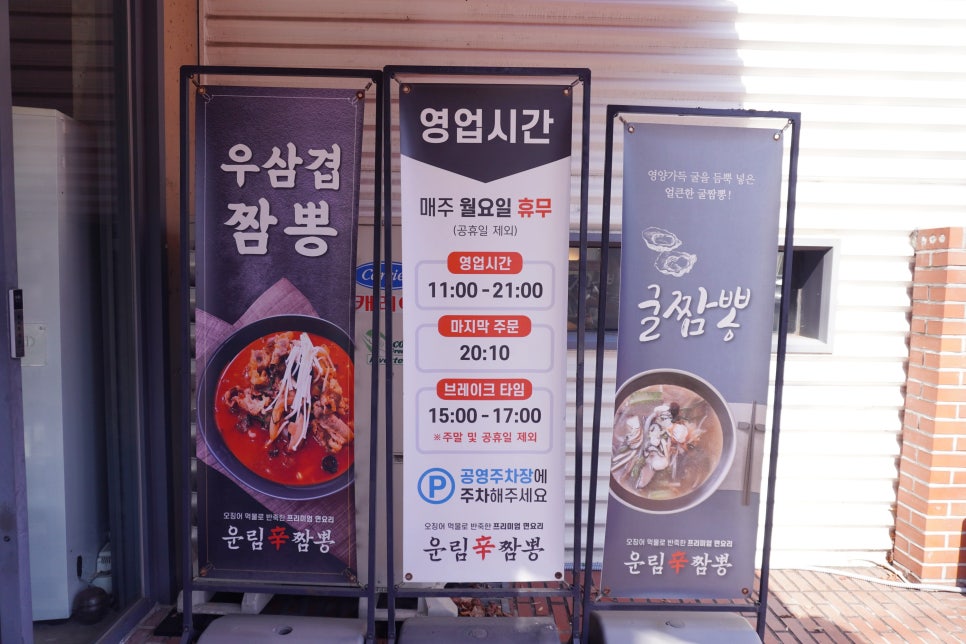 우삼겹
짬뽕
오징어 먹물로 반죽한 프리미엄 면요리
운림辛짬뽕
영업시간
매주 월요일 휴무
(공휴일 제외)
영업시간
11:00 - 21:00
마지막 주문
20:10
브레이크 타임
15:00 - 17:00
※주말 및 공휴일 제외
P 공영주차장에
주차해주세요
오징어 먹물로 반죽한 프리미엄 면요리
운림辛짬뽕
영양가득 굴을 듬뿍 넣은
얼큰한 굴짬뽕!
굴짬뽕
오징어 먹물로 반죽한 프리미엄 면요리
운림辛짬뽕